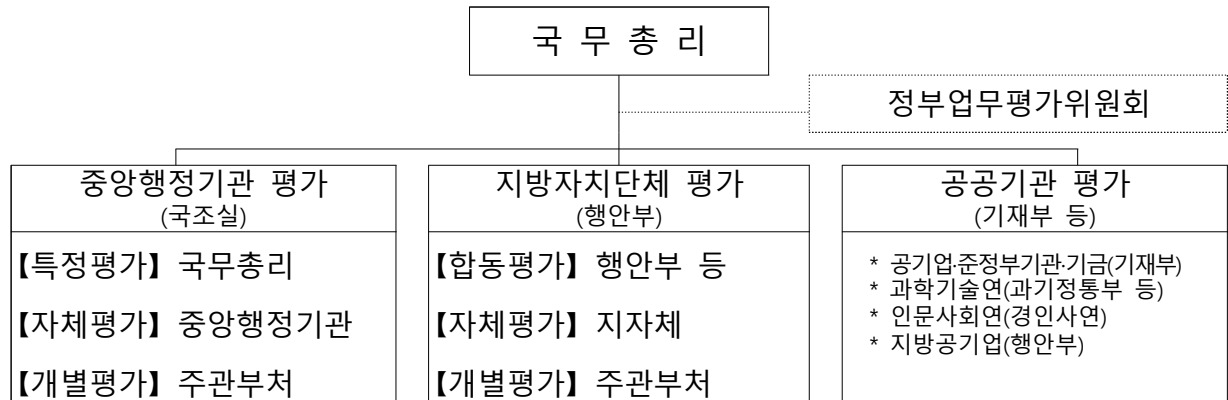 국 무 총 리
정부업무평가위원회
중앙행정기관 평가
(국조실)
【특정평가】 국무총리
【자체평가】 중앙행정기관
【개별평가】 주관부처
지방자치단체 평가
(행안부)
【합동평가】 행안부 등
【자체평가】 지자체
【개별평가】 주관부처
공공기관 평가
(기재부 등)
* 공기업·준정부기관·기금(기재부)
* 과학기술연(과기정통부 등)
* 인문사회연(경인사연)
* 지방공기업(행안부)